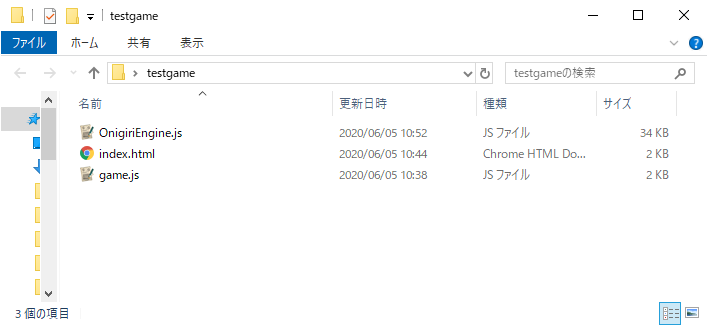 testgame
ファイル ホーム 共有 表示
testgame testgameの検索
名前 更新日時 種類 サイズ
OnigiriEngine.js 2020/06/05 10:52 JS ファイル 34 KB
index.html 2020/06/05 10:44 Chrome HTML Do... 2 KB
game.js 2020/06/05 10:38 JS ファイル 2 KB
3 個の項目